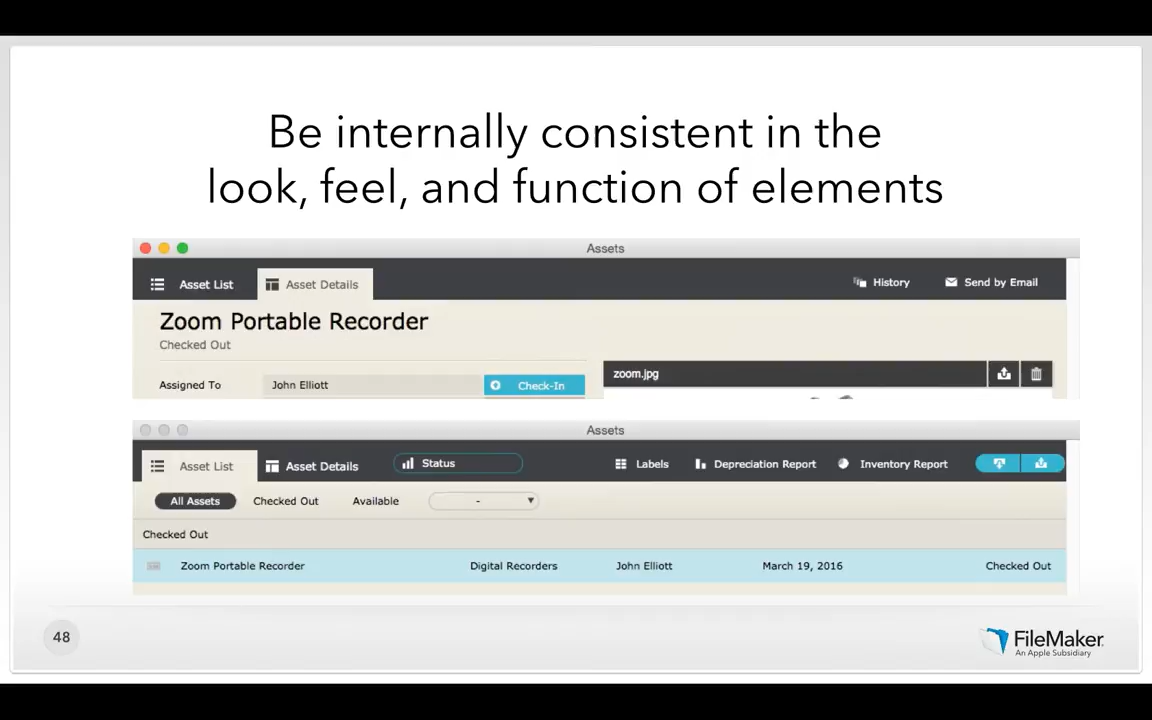 Be internally consistent in the
look, feel, and function of elements
Assets
Asset List Asset Details History Send by Email
Zoom Portable Recorder
Checked Out
Assigned To John Elliott Check-In
zoom.jpg
Assets
Asset List Asset Details Status Labels Depreciation Report Inventory Report
All Assets Checked Out Available -
Checked Out
Zoom Portable Recorder Digital Recorders John Elliott March 19, 2016 Checked Out
48
FileMaker
An Apple Subsidiary